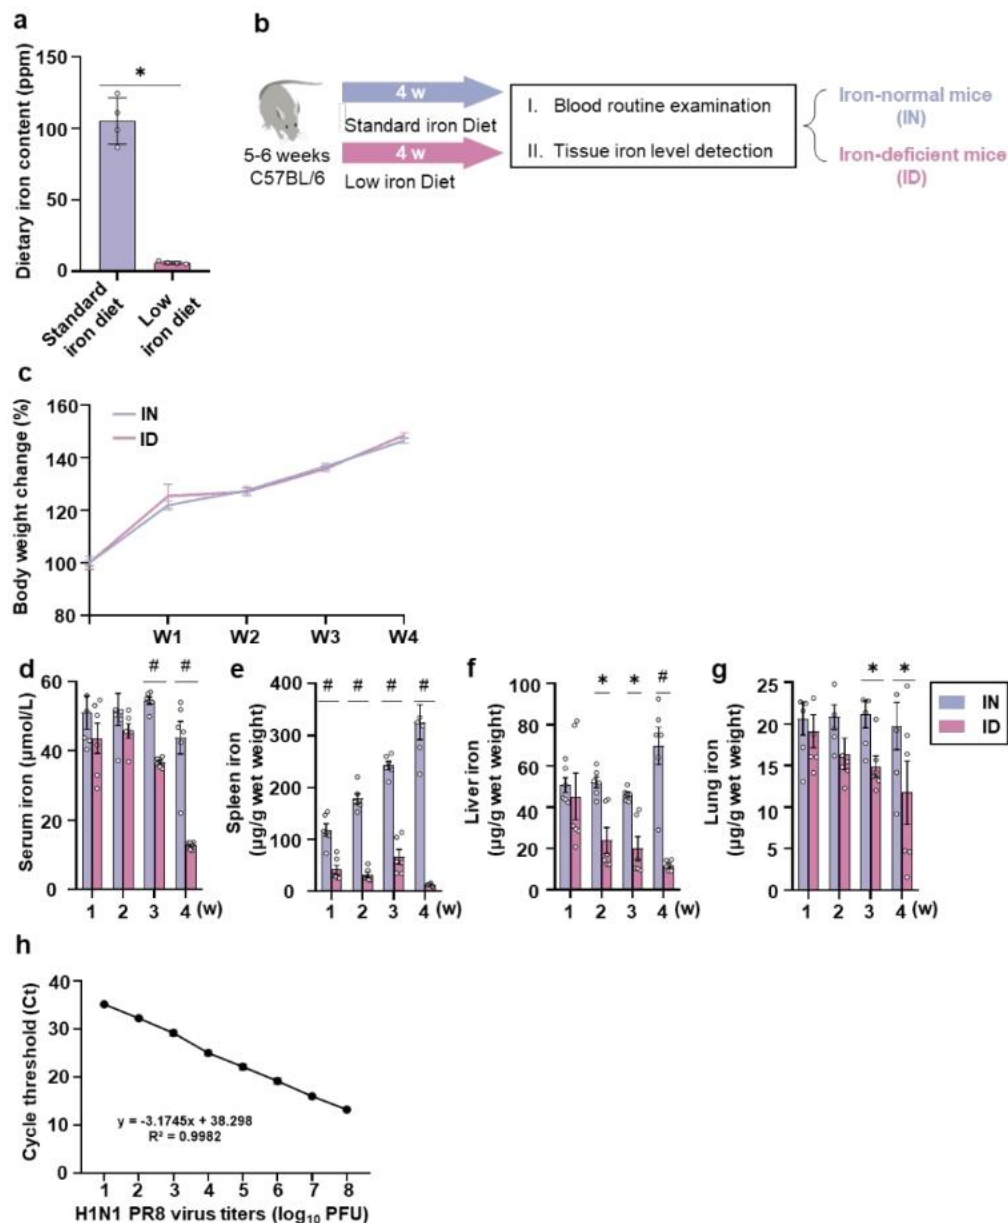 a
Dietary iron content (ppm)
150
100
50
0
*
Standard
iron diet
Low
iron diet
b
5-6 weeks
C57BL/6
4 w
Standard iron Diet
4 w
Low iron Diet
I. Blood routine examination
II. Tissue iron level detection
Iron-normal mice
(IN)
Iron-deficient mice
(ID)
c
Body weight change (%)
160
140
120
100
80
IN
ID
W1 W2 W3 W4
d
Serum iron (µmol/L)
60
40
20
0
# #
1 2 3 4 (w)
e
Spleen iron
(µg/g wet weight)
400
300
200
100
0
# # # #
1 2 3 4 (w)
f
Liver iron
(µg/g wet weight)
100
80
60
40
20
0
* * #
1 2 3 4 (w)
g
Lung iron
(µg/g wet weight)
25
20
15
10
5
0
* *
1 2 3 4 (w)
IN
ID
h
Cycle threshold (Ct)
40
30
20
10
0
y = -3.1745x + 38.298
R² = 0.9982
1 2 3 4 5 6 7 8
H1N1 PR8 virus titers (log₁₀ PFU)